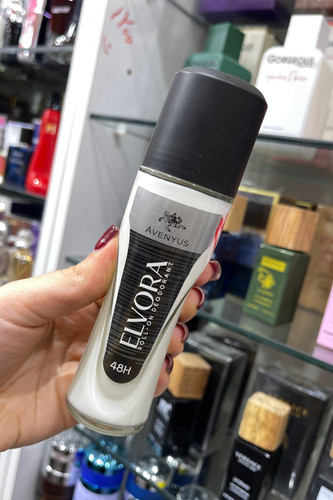 GORGEOUS
AVENYUS
ELVORA
ROLL-ON DEODORANT
48H